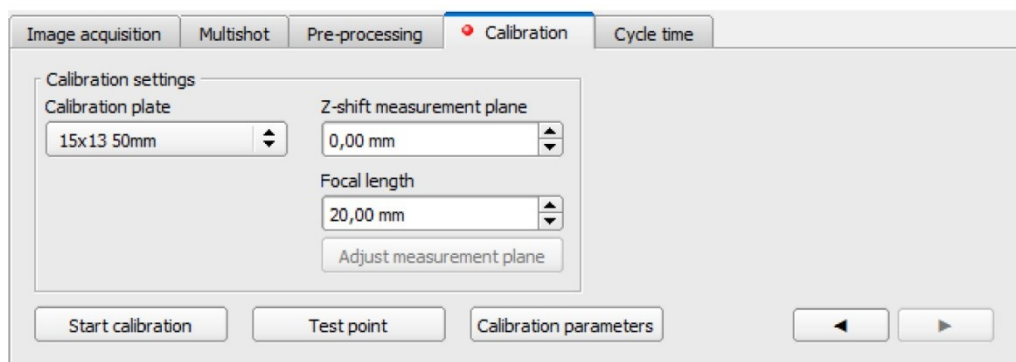 Image acquisition Multishot Pre-processing Calibration Cycle time
Calibration settings
Calibration plate Z-shift measurement plane
15x13 50mm 0,00 mm
Focal length
20,00 mm
Adjust measurement plane
Start calibration Test point Calibration parameters